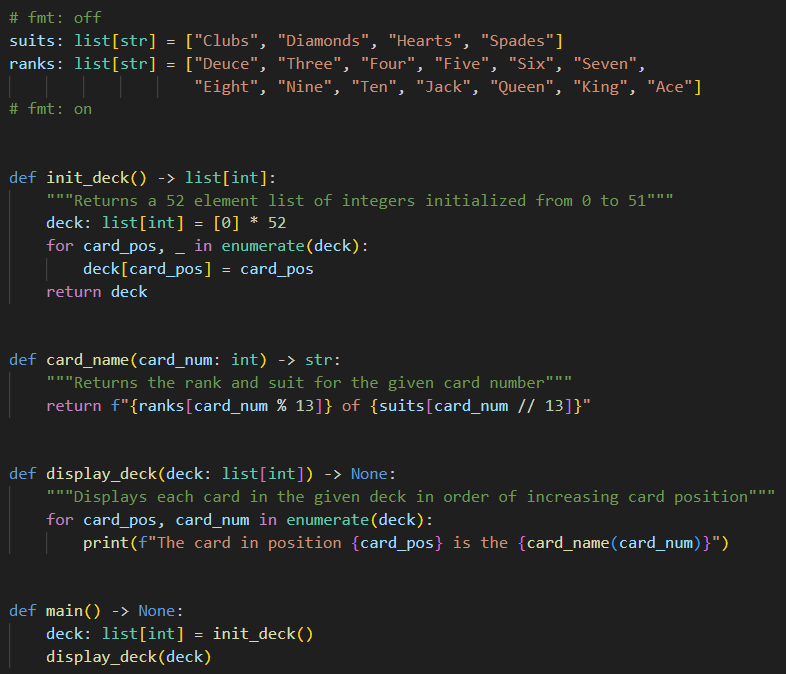 # fmt: off
suits: list[str] = ["Clubs", "Diamonds", "Hearts", "Spades"]
ranks: list[str] = ["Deuce", "Three", "Four", "Five", "Six", "Seven",
                    "Eight", "Nine", "Ten", "Jack", "Queen", "King", "Ace"]
# fmt: on


def init_deck() -> list[int]:
    """Returns a 52 element list of integers initialized from 0 to 51"""
    deck: list[int] = [0] * 52
    for card_pos, _ in enumerate(deck):
        deck[card_pos] = card_pos
    return deck


def card_name(card_num: int) -> str:
    """Returns the rank and suit for the given card number"""
    return f"{ranks[card_num % 13]} of {suits[card_num // 13]}"


def display_deck(deck: list[int]) -> None:
    """Displays each card in the given deck in order of increasing card position"""
    for card_pos, card_num in enumerate(deck):
        print(f"The card in position {card_pos} is the {card_name(card_num)}")


def main() -> None:
    deck: list[int] = init_deck()
    display_deck(deck)